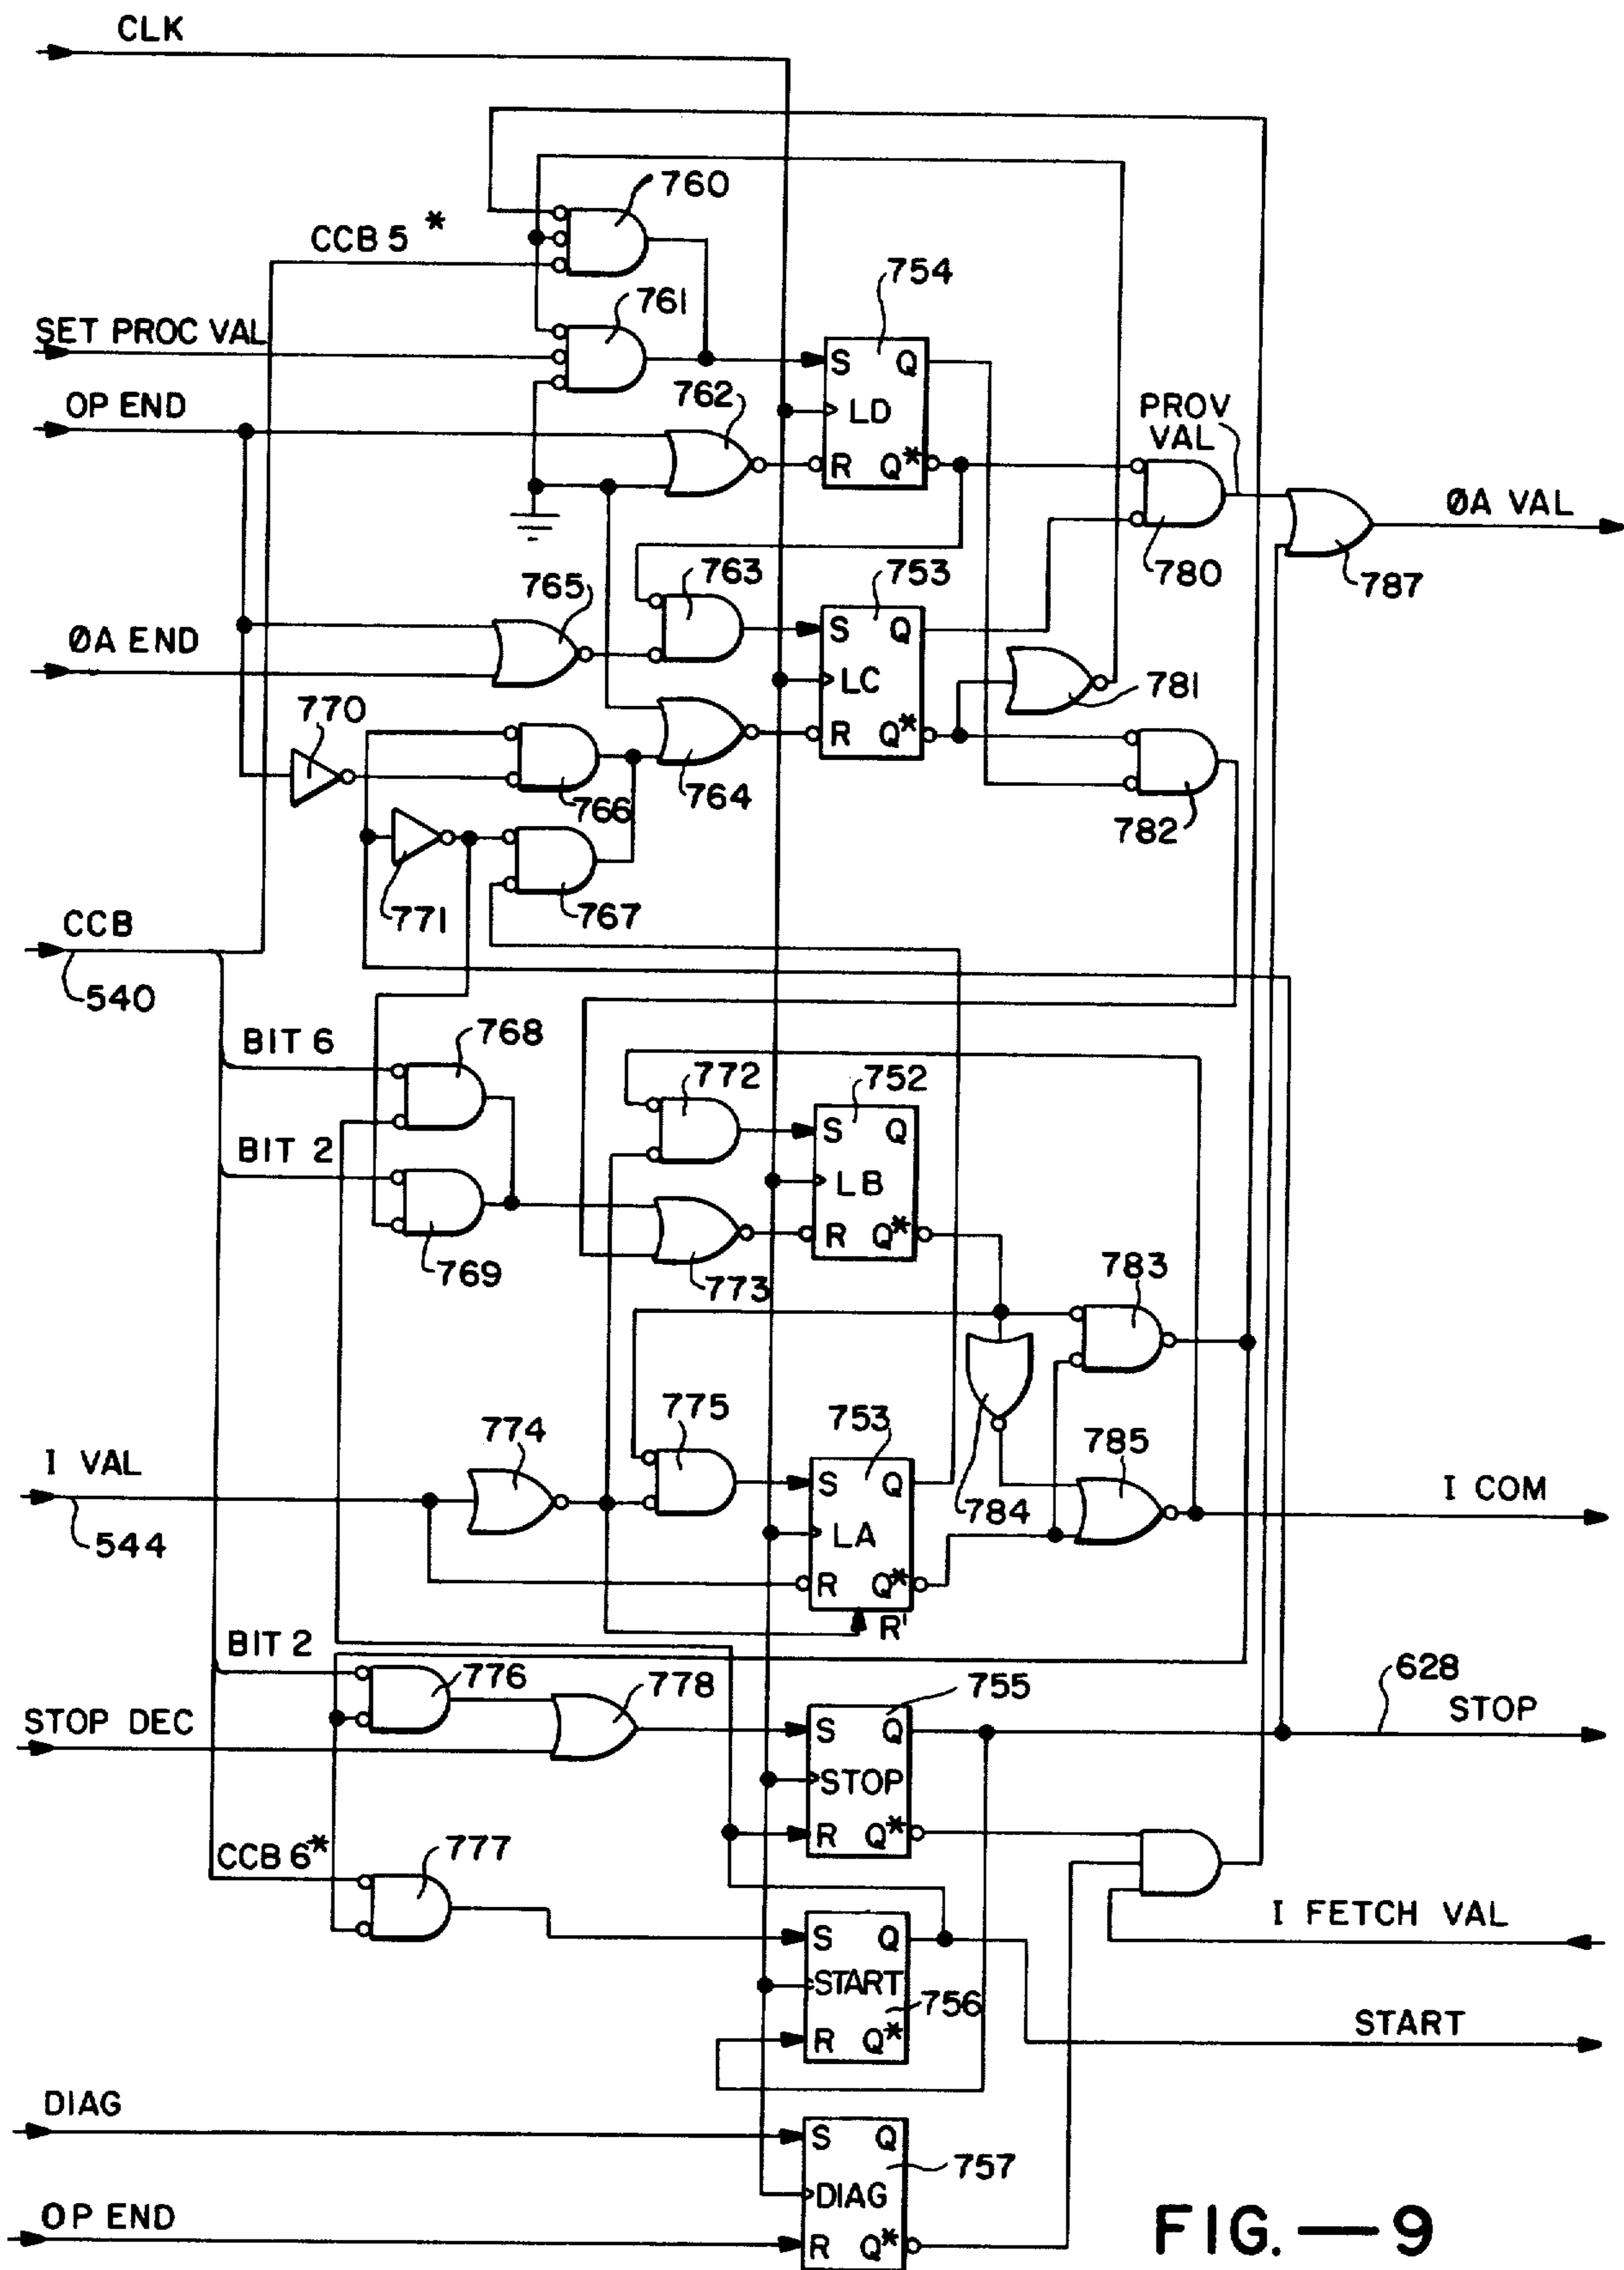 CLK
760
CCB 5 *
754
761
SET PROC VAL
S Q
762
OP END
LD
PROV
VAL
R Q*
ØA VAL
763
753
780
787
765
S Q
ØA END
LC
781
770
R Q*
766
764
782
771
767
CCB
540
BIT 6
768
772
752
S Q
BIT 2
LB
R Q*
769
773
783
775
774
753
785
I VAL
S Q
I COM
784
544
LA
R Q*
R'
BIT 2
776
778
755
628
STOP DEC
S Q
STOP
STOP
CCB 6*
777
R Q*
I FETCH VAL
S Q
START
756
START
R Q*
DIAG
S Q
757
DIAG
OP END
R Q*
FIG.—9